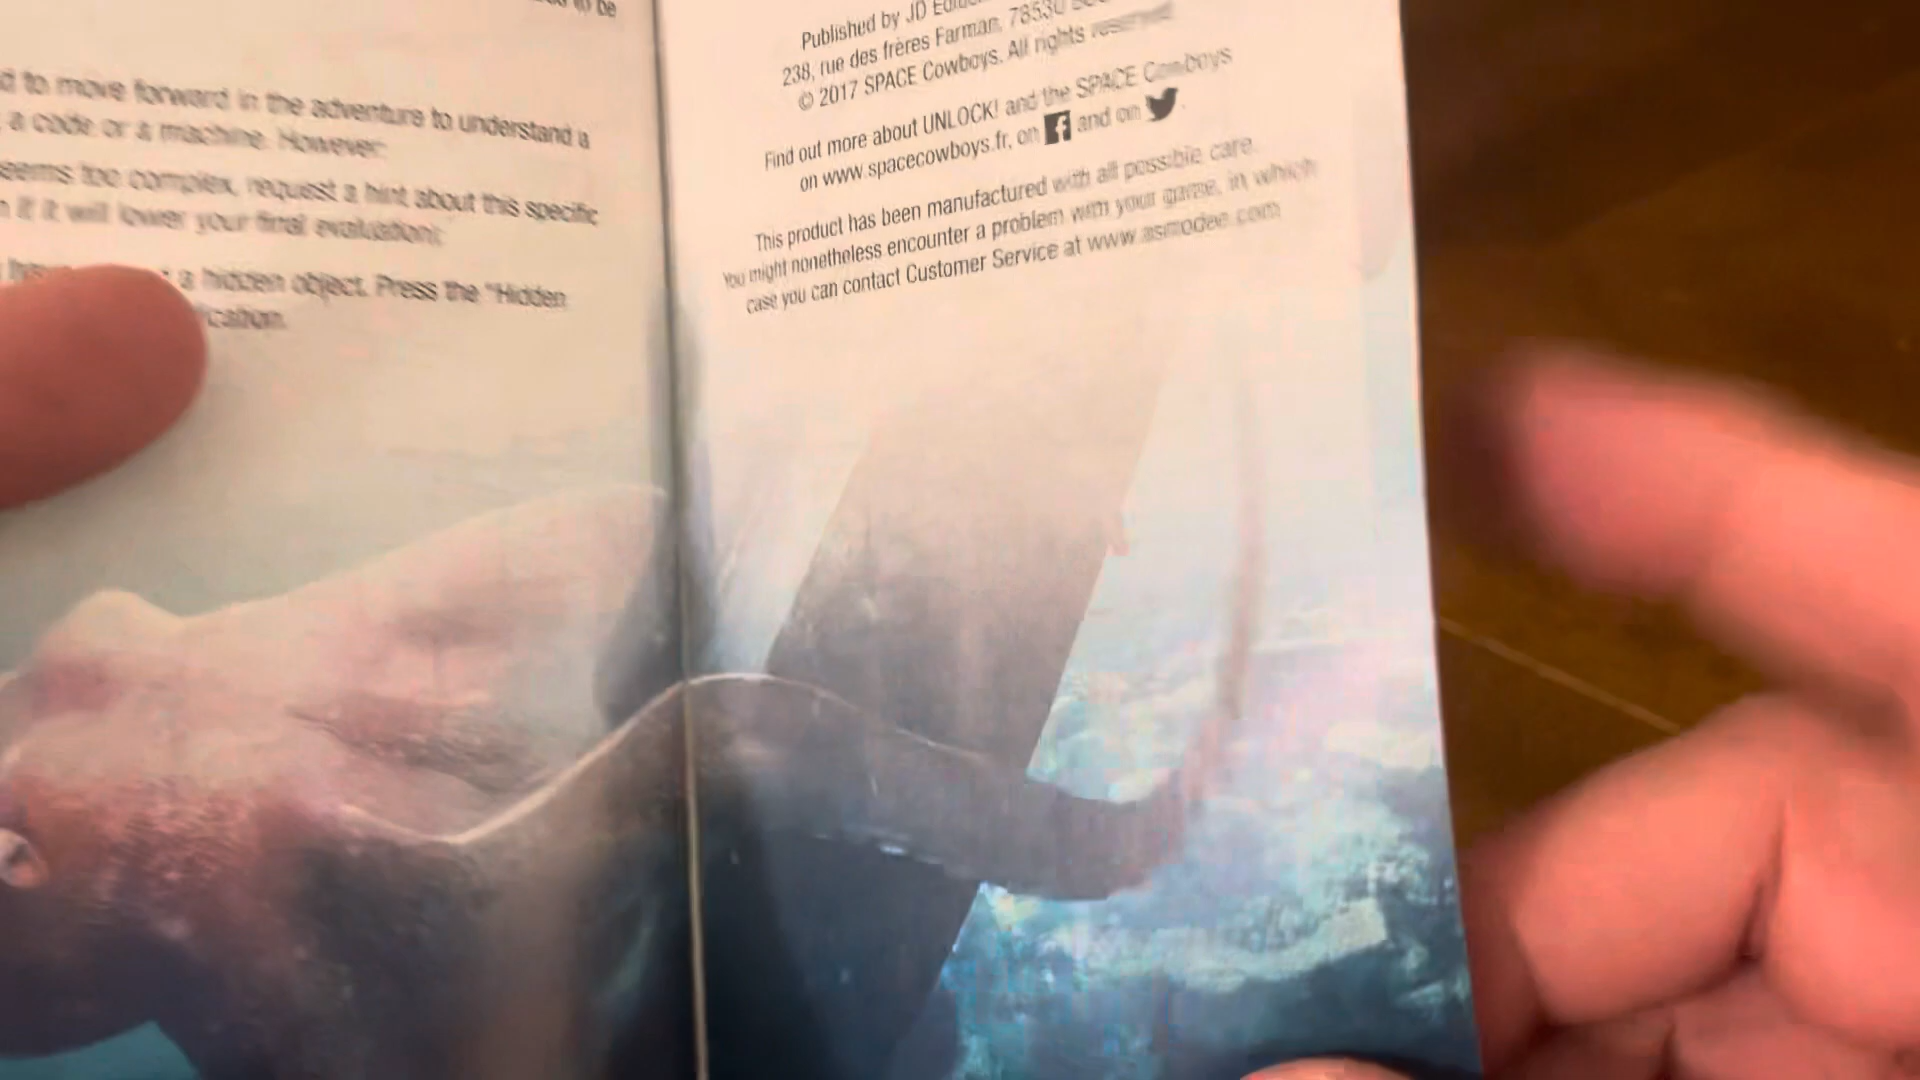 to be
d to move forward in the adventure to understand a
a code or a machine. However:
seems too complex, request a hint about this specific
if it will lower your final evaluation);
a hidden object. Press the "Hidden
Published by JD
238, rue des frères Farman, 78530
© 2017 SPACE Cowboys. All rights reserved
Find out more about UNLOCK! and the SPACE Cowboys
on www.spacecowboys.fr, on f and on
This product has been manufactured with all possible care.
You might nonetheless encounter a problem with your game, in which
case you can contact Customer Service at www.asmodee.com